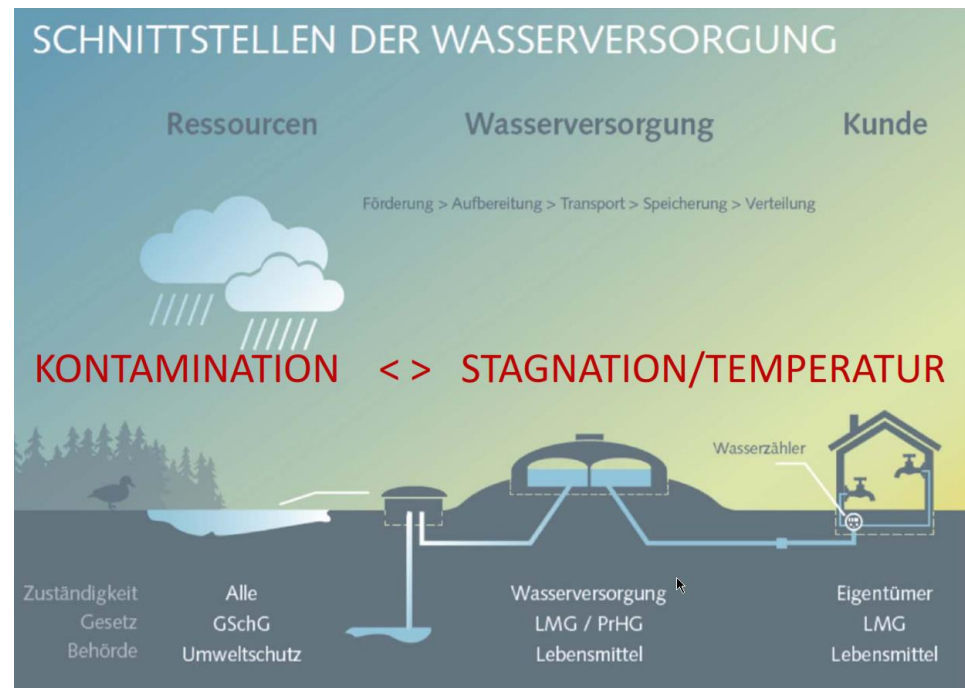 SCHNITTSTELLEN DER WASSERVERSORGUNG
Ressourcen Wasserversorgung Kunde
Förderung > Aufbereitung > Transport > Speicherung > Verteilung
KONTAMINATION < > STAGNATION/TEMPERATUR
Wasserzähler
Zuständigkeit Alle Wasserversorgung Eigentümer
Gesetz GSchG LMG / PrHG LMG
Behörde Umweltschutz Lebensmittel Lebensmittel